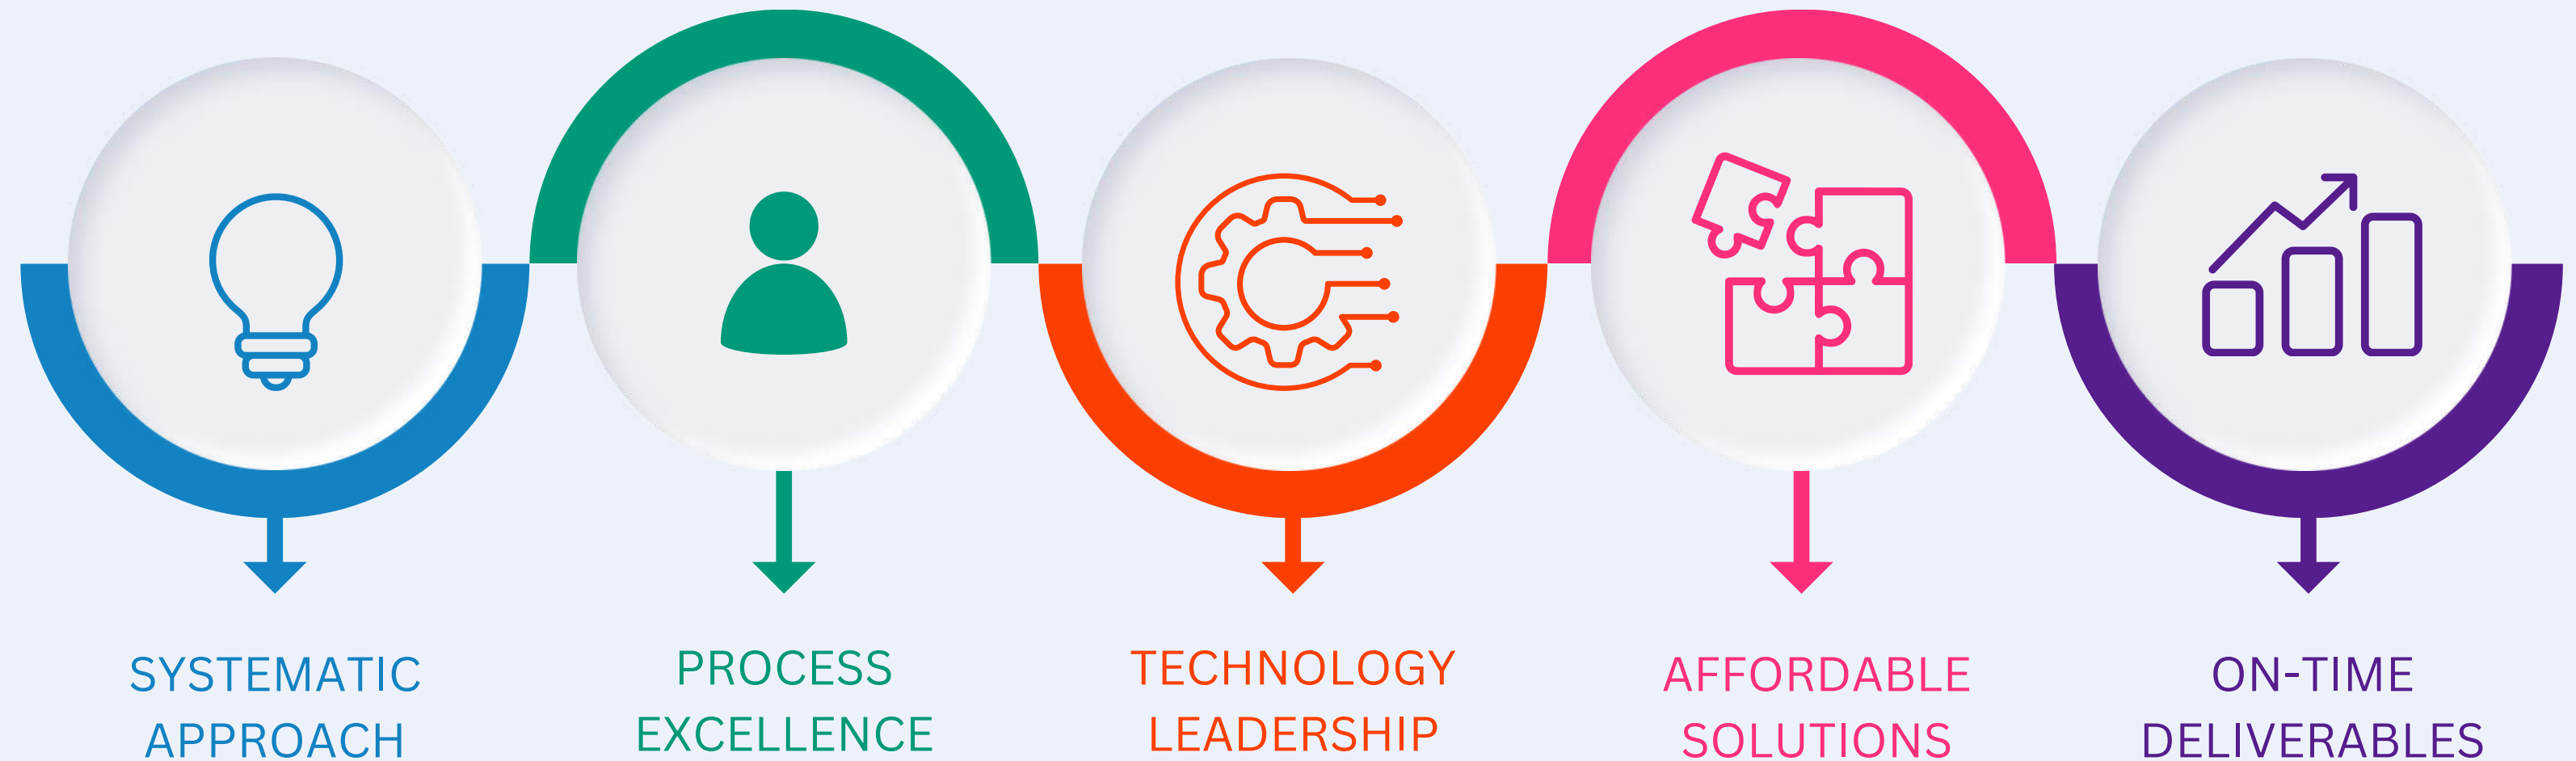 SYSTEMATIC
APPROACH
PROCESS
EXCELLENCE
TECHNOLOGY
LEADERSHIP
AFFORDABLE
SOLUTIONS
ON-TIME
DELIVERABLES